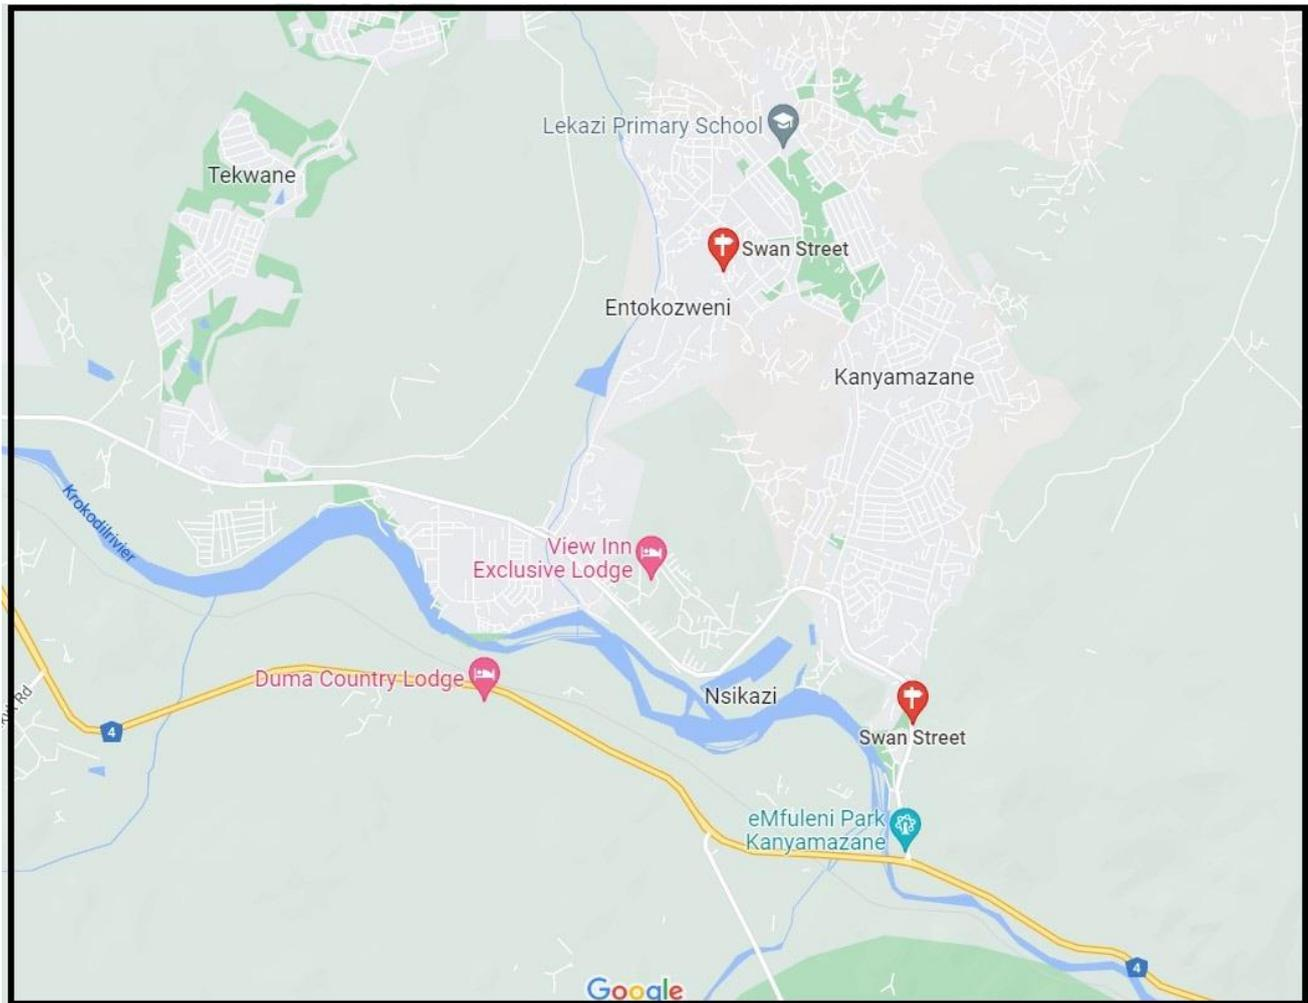 Lekazi Primary School
Tekwane
Swan Street
Entokozweni
Kanyamazane
Krokodilrivier
View Inn
Exclusive Lodge
Duma Country Lodge
Nsikazi
Rd
4
Swan Street
eMfuleni Park
Kanyamazane
4
Google